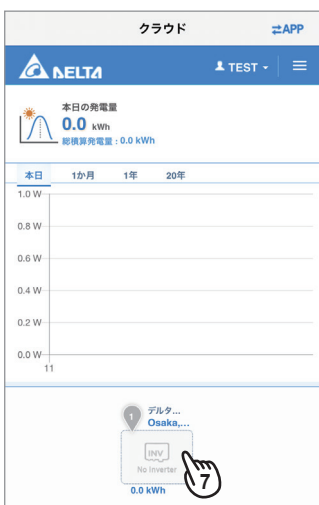 クラウド
⇄APP
DELTA
TEST
本日の発電量
0.0 kWh
総積算発電量 : 0.0 kWh
本日 1か月 1年 20年
1.0 W
0.8 W
0.6 W
0.4 W
0.2 W
0.0 W
11
1
デルタ...
Osaka,...
INV
No Inverter
7
0.0 kWh